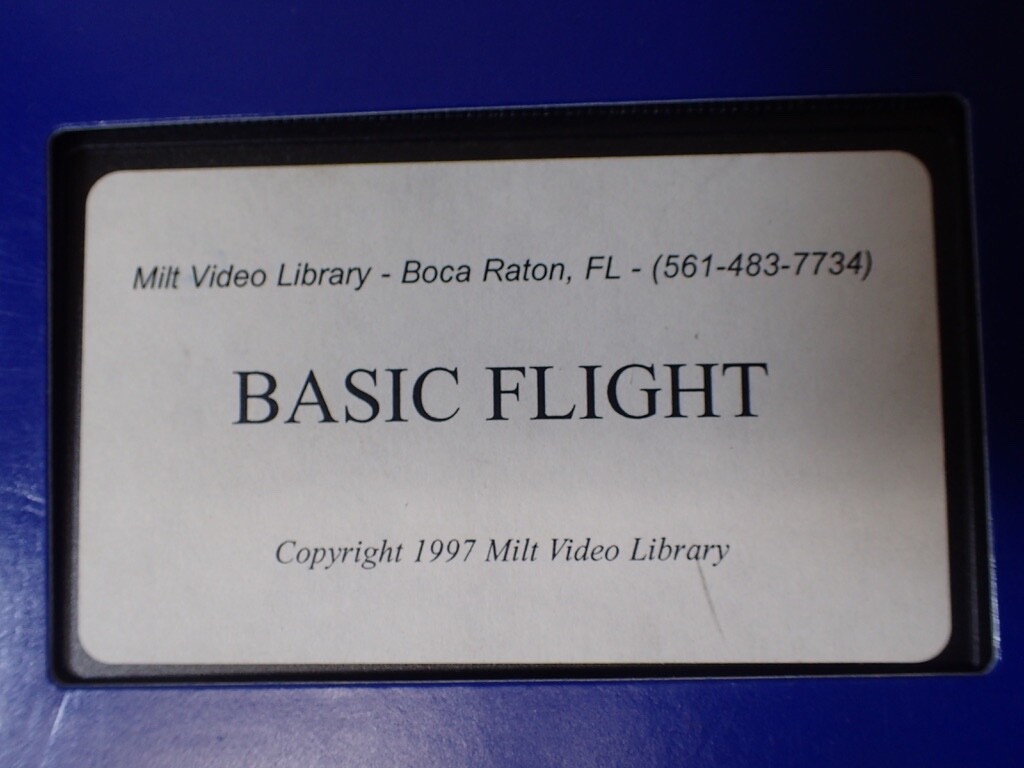 Milt Video Library - Boca Raton, FL - (561-483-7734)
BASIC FLIGHT
Copyright 1997 Milt Video Library